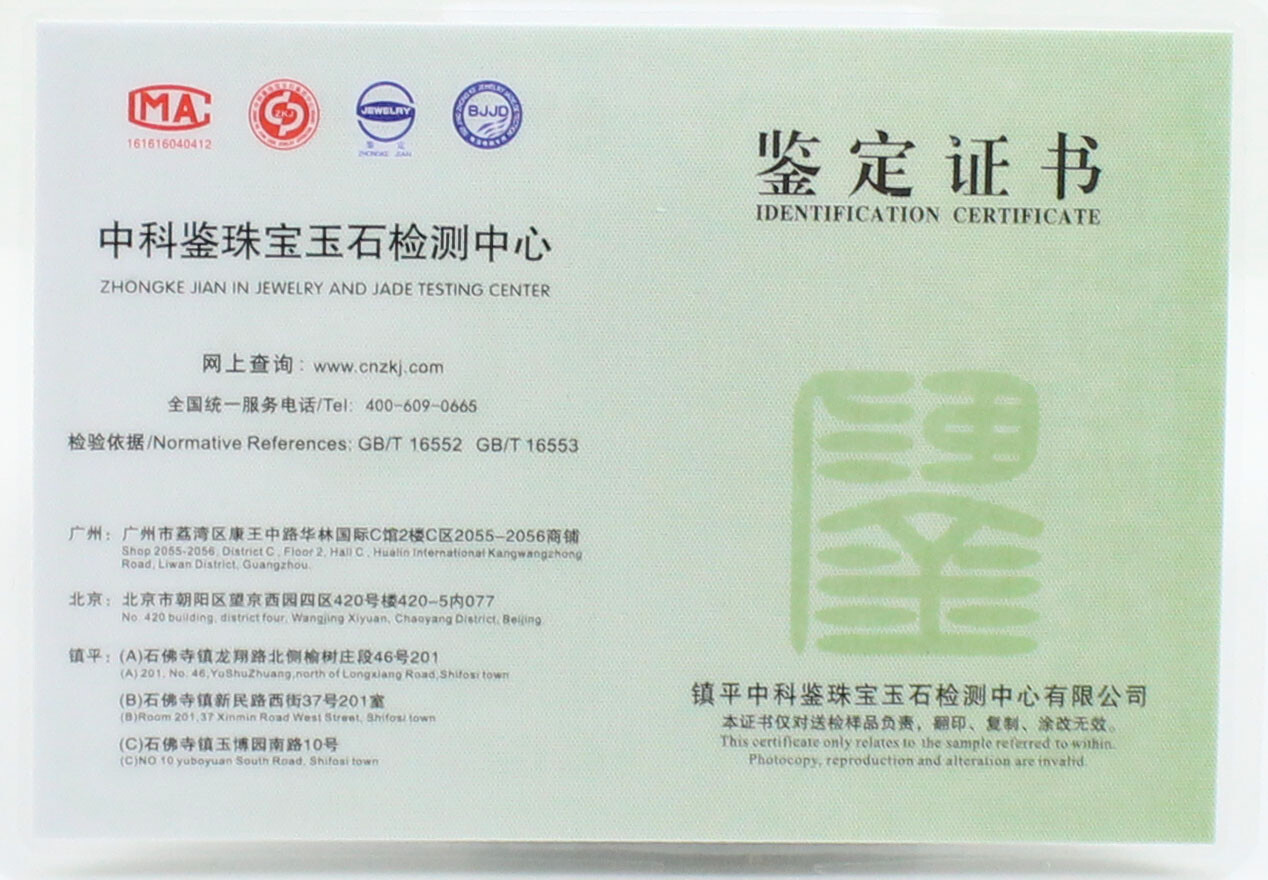 MA
161616040412
ZKJ
JEWELRY
鉴 定
ZHONGKE JIAN
BJJD
中科鉴珠宝玉石检测中心
ZHONGKE JIAN IN JEWELRY AND JADE TESTING CENTER
网上查询：www.cnzkj.com
全国统一服务电话/Tel: 400-609-0665
检验依据/Normative References: GB/T 16552 GB/T 16553
广州：广州市荔湾区康王中路华林国际C馆2楼C区2055-2056商铺
Shop 2055-2056, District C , Floor 2, Hall C , Hualin International Kangwangzhong
Road, Liwan District, Guangzhou.
北京：北京市朝阳区望京西园四区420号楼420-5内077
No. 420 building, district four, Wangjing Xiyuan, Chaoyang District, Beijing.
镇平：(A)石佛寺镇龙翔路北侧榆树庄段46号201
(A) 201, No. 46,YuShuZhuang,north of Longxiang Road,Shifosi town
(B)石佛寺镇新民路西街37号201室
(B)Room 201,37 Xinmin Road West Street, Shifosi town
(C)石佛寺镇玉博园南路10号
(C)NO 10 yuboyuan South Road, Shifosi town
鉴定证书
IDENTIFICATION CERTIFICATE
鉴
镇平中科鉴珠宝玉石检测中心有限公司
本证书仅对送检样品负责，翻印、复制、涂改无效。
This certificate only relates to the sample referred to within.
Photocopy, reproduction and alteration are invalid.